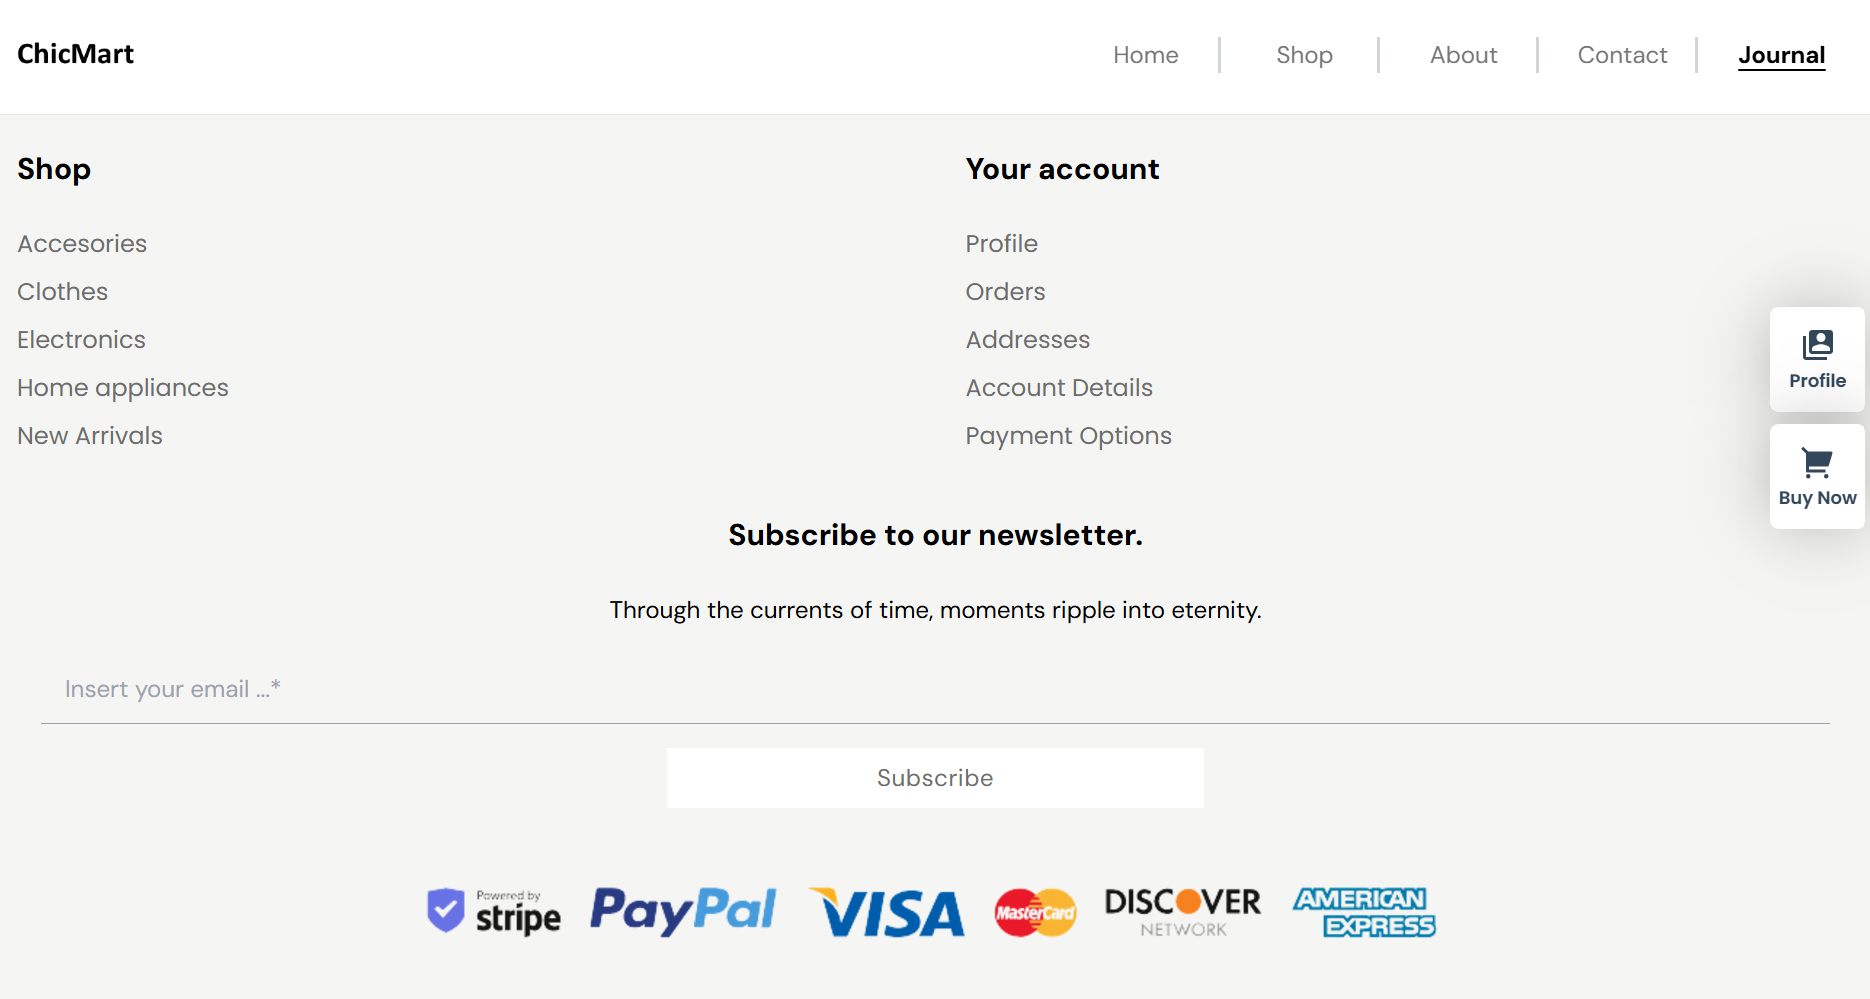 ChicMart
Home Shop About Contact Journal
Shop
Accesories
Clothes
Electronics
Home appliances
New Arrivals
Your account
Profile
Orders
Addresses
Account Details
Payment Options
Profile
Buy Now
Subscribe to our newsletter.
Through the currents of time, moments ripple into eternity.
Insert your email ...*
Subscribe
Powered by
stripe
PayPal
VISA
MasterCard
DISCOVER
NETWORK
AMERICAN
EXPRESS